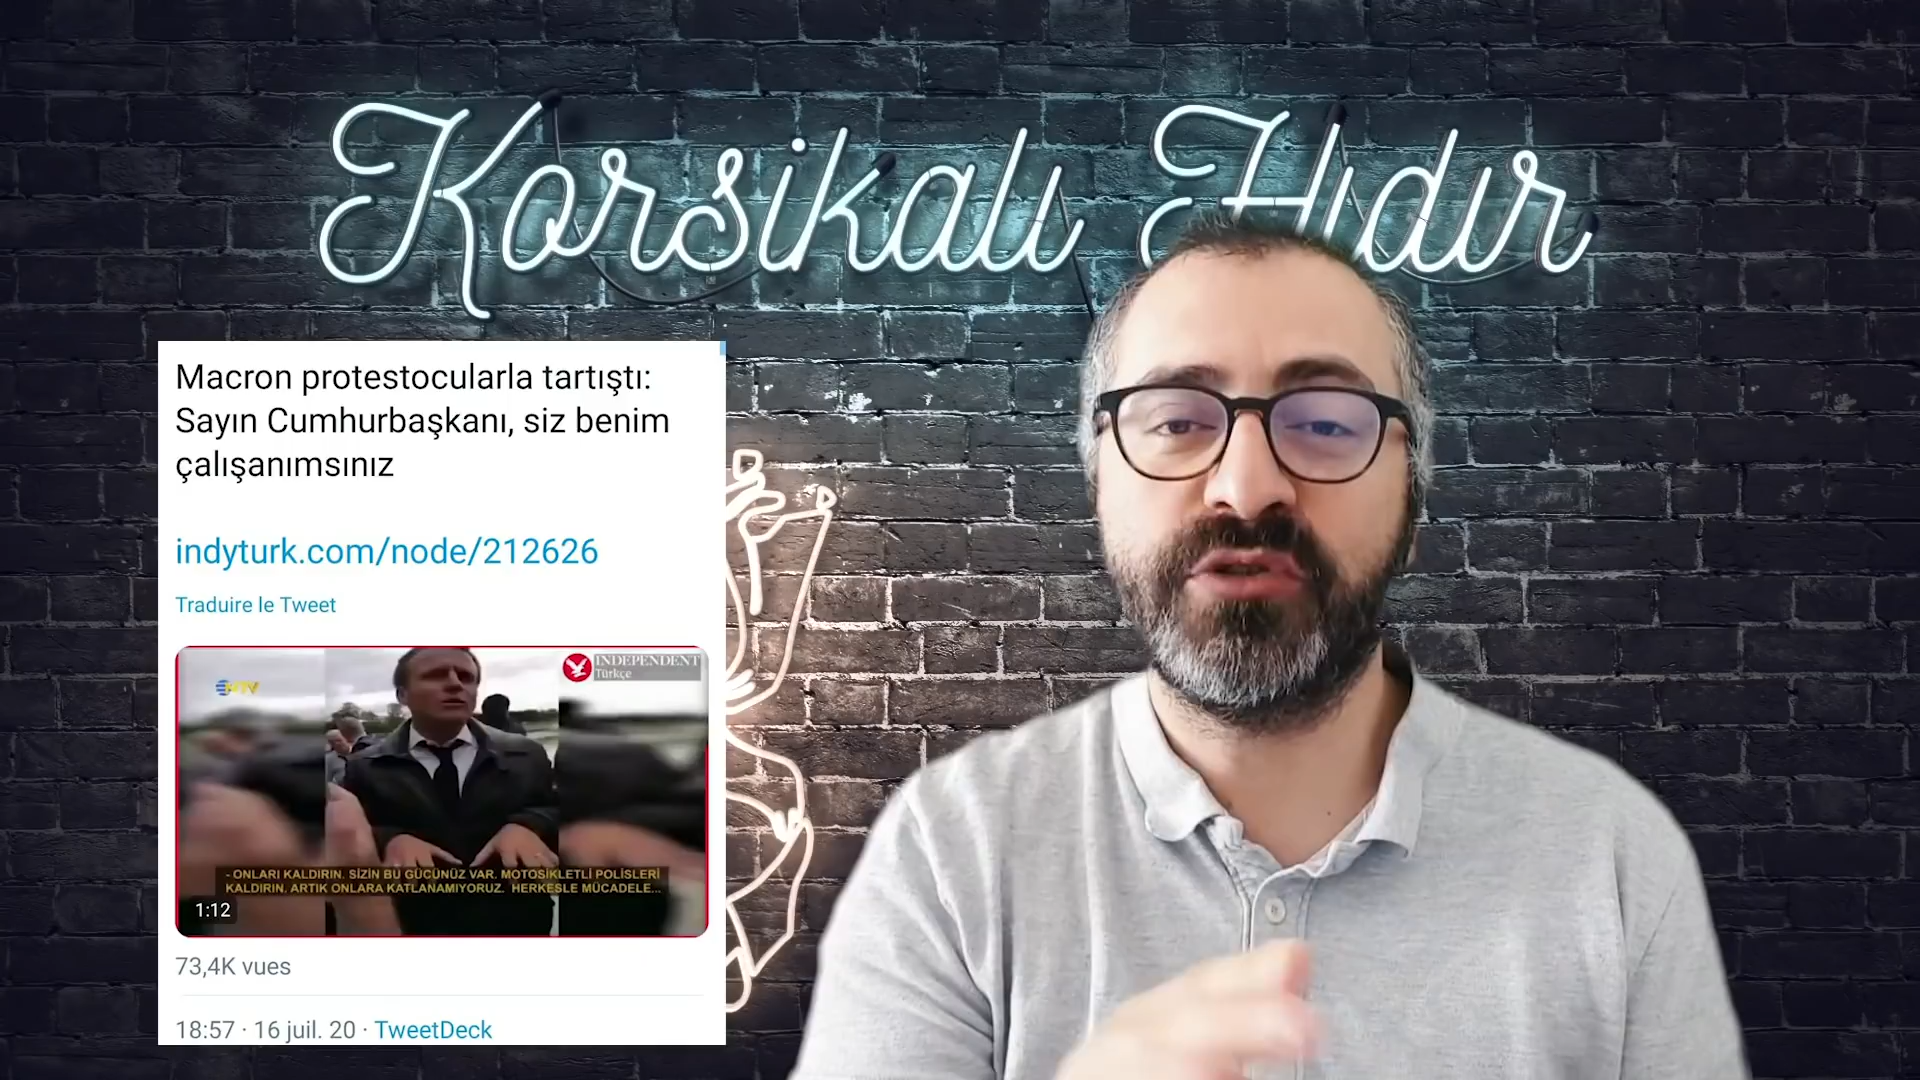 Korsikalı Hıdır
Macron protestocularla tartıştı:
Sayın Cumhurbaşkanı, siz benim
çalışanımsınız
indyturk.com/node/212626
Traduire le Tweet
NTV
INDEPENDENT
Türkçe
- ONLARI KALDIRIN. SİZİN BU GÜCÜNÜZ VAR. MOTOSİKLETLİ POLİSLERİ
KALDIRIN. ARTIK ONLARA KATLANAMIYORUZ. HERKESLE MÜCADELE...
1:12
73,4K vues
18:57 · 16 juil. 20 · TweetDeck